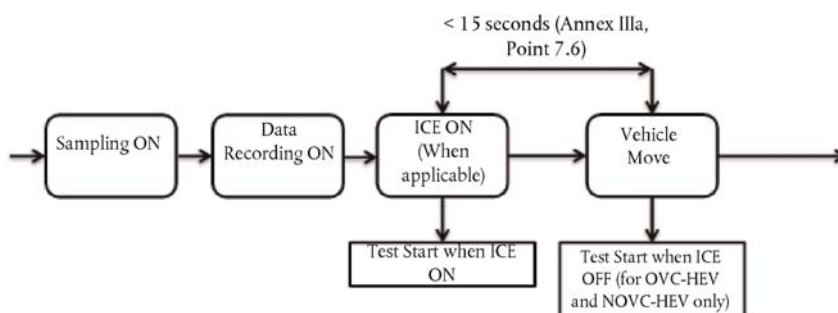 < 15 seconds (Annex IIIa,
Point 7.6)
Sampling ON
Data
Recording ON
ICE ON
(When
applicable)
Vehicle
Move
Test Start when ICE
ON
Test Start when ICE
OFF (for OVC-HEV
and NOVC-HEV only)